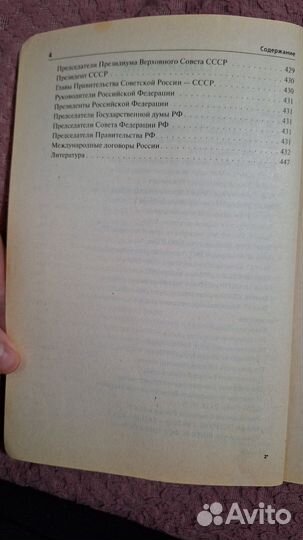 4 Содержание
Председатели Президиума Верховного Совета СССР 429
Президент СССР 430
Главы Правительства Советской России — СССР. 430
Руководители Российской Федерации 431
Президенты Российской Федерации 431
Председатели Государственной думы РФ 431
Председатели Совета Федерации РФ 431
Председатели Правительства РФ 431
Международные договоры России 432
Литература 447
2*
Avito